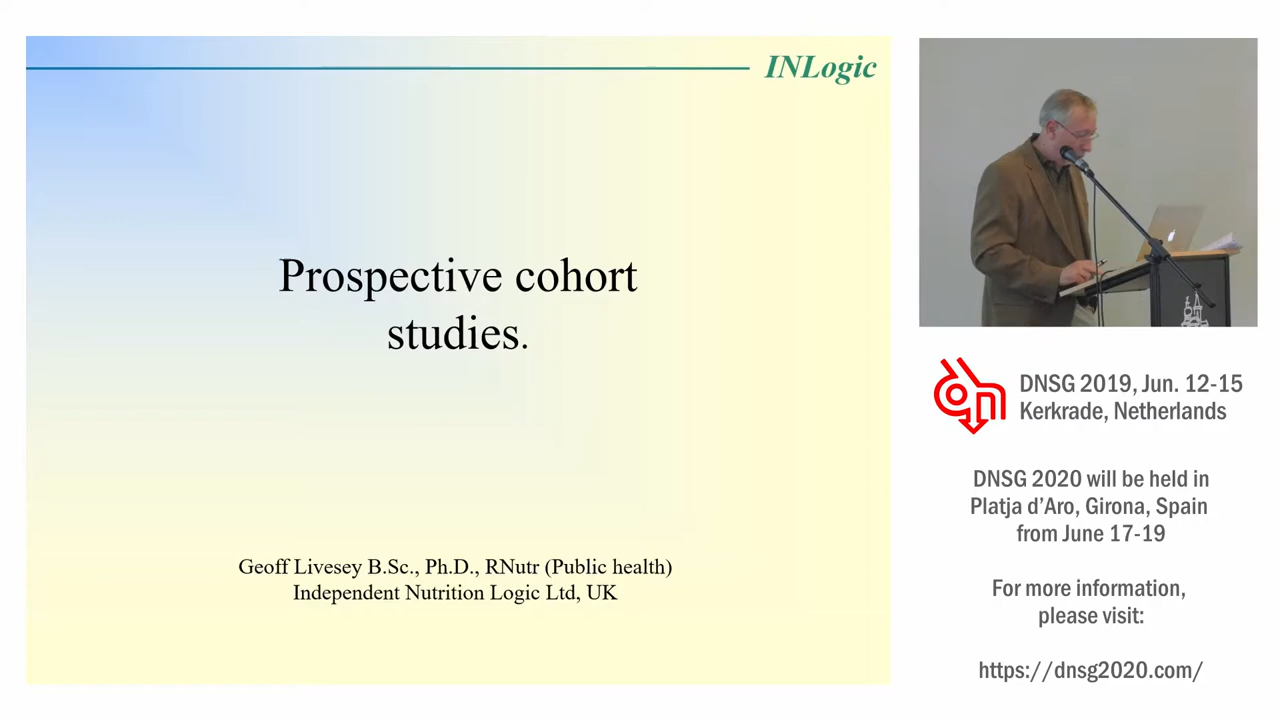 INLogic
Prospective cohort
studies.
Geoff Livesey B.Sc., Ph.D., RNutr (Public health)
Independent Nutrition Logic Ltd, UK
DNSG 2019, Jun. 12-15
Kerkrade, Netherlands
DNSG 2020 will be held in
Platja d’Aro, Girona, Spain
from June 17-19
For more information,
please visit:
https://dnsg2020.com/